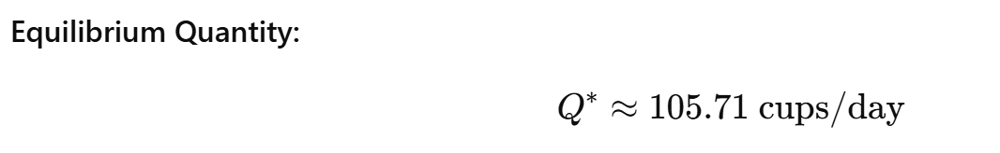 Equilibrium Quantity:
Q* ≈ 105.71 cups/day